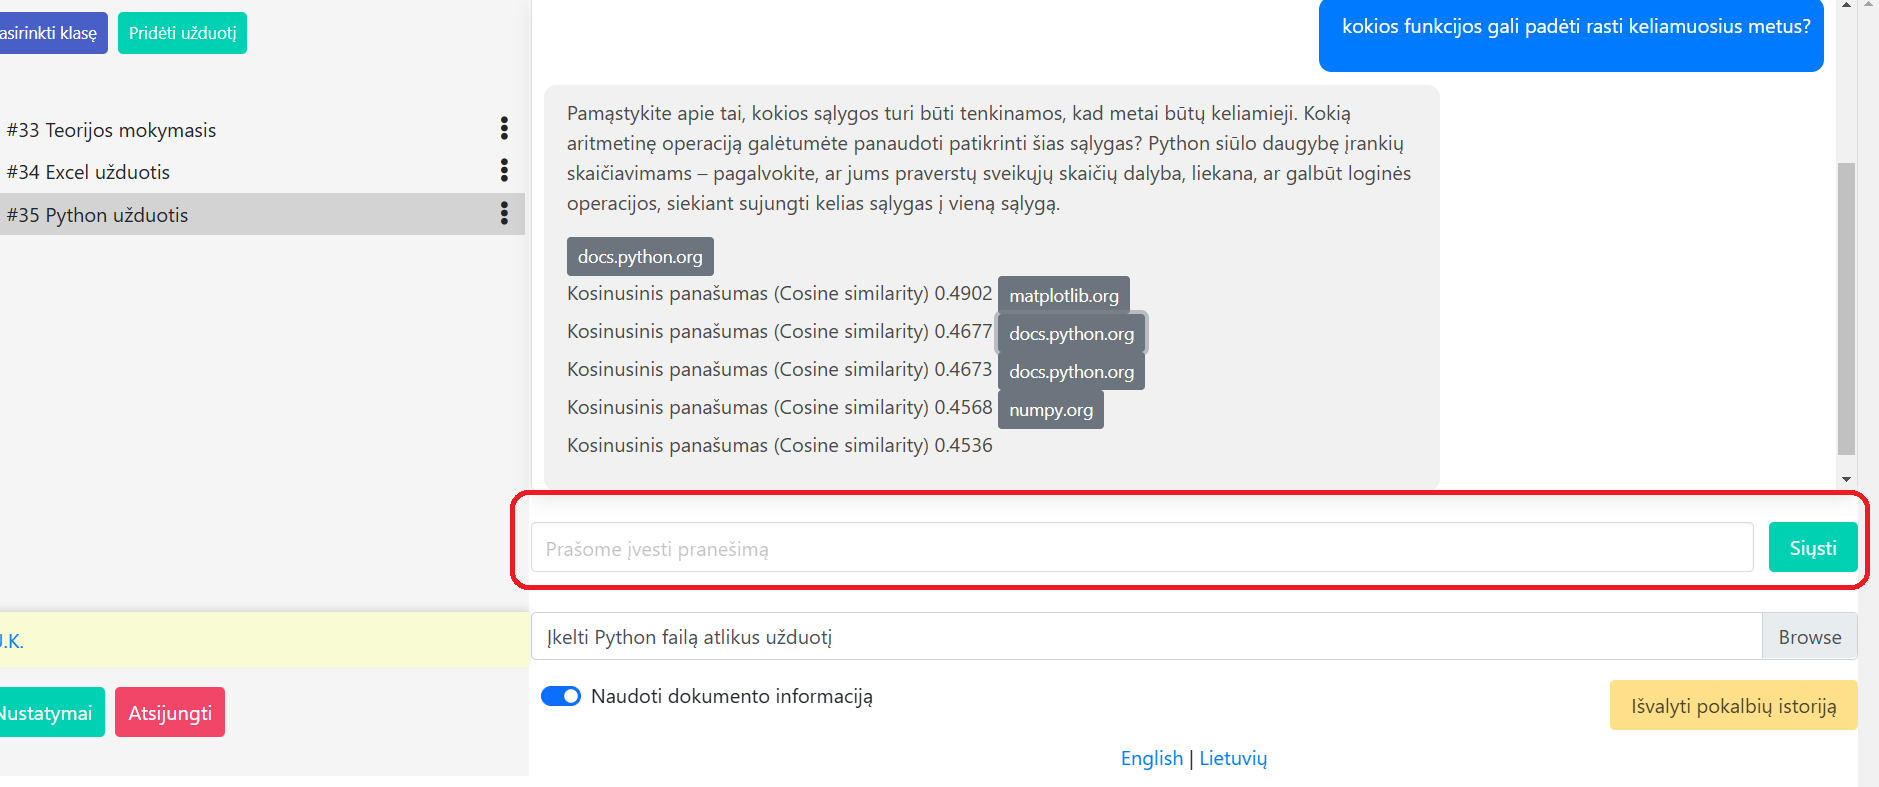 asirinkti klasę
Pridėti užduotį
#33 Teorijos mokymasis
#34 Excel užduotis
#35 Python užduotis
J.K.
Nustatymai
Atsijungti
kokios funkcijos gali padėti rasti keliamuosius metus?
Pamąstykite apie tai, kokios sąlygos turi būti tenkinamos, kad metai būtų keliamieji. Kokią
aritmetinę operaciją galėtumėte panaudoti patikrinti šias sąlygas? Python siūlo daugybę įrankių
skaičiavimams – pagalvokite, ar jums praverstų sveikųjų skaičių dalyba, liekana, ar galbūt loginės
operacijos, siekiant sujungti kelias sąlygas į vieną sąlygą.
docs.python.org
Kosinusinis panašumas (Cosine similarity) 0.4902 matplotlib.org
Kosinusinis panašumas (Cosine similarity) 0.4677 docs.python.org
Kosinusinis panašumas (Cosine similarity) 0.4673 docs.python.org
Kosinusinis panašumas (Cosine similarity) 0.4568 numpy.org
Kosinusinis panašumas (Cosine similarity) 0.4536
Prašome įvesti pranešimą
Siųsti
Įkelti Python failą atlikus užduotį
Browse
Naudoti dokumento informaciją
Išvalyti pokalbių istoriją
English | Lietuvių